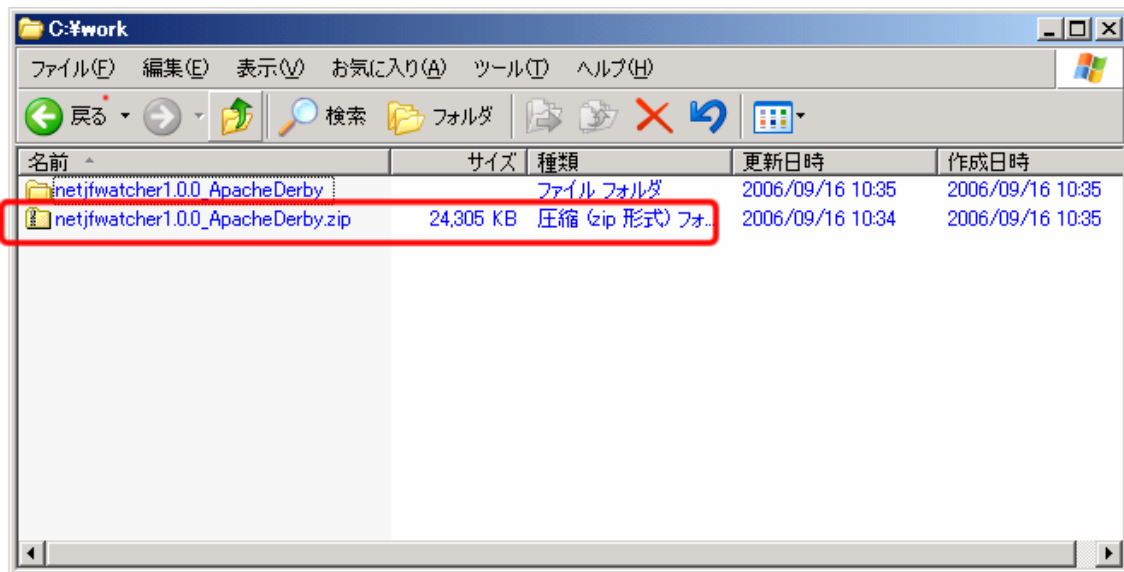 C:¥work
ファイル(F) 編集(E) 表示(V) お気に入り(A) ツール(T) ヘルプ(H)
戻る 検索 フォルダ
名前 サイズ 種類 更新日時 作成日時
netjfwatcher1.0.0_ApacheDerby ファイル フォルダ 2006/09/16 10:35 2006/09/16 10:35
netjfwatcher1.0.0_ApacheDerby.zip 24,305 KB 圧縮 (zip 形式) フォ... 2006/09/16 10:34 2006/09/16 10:35